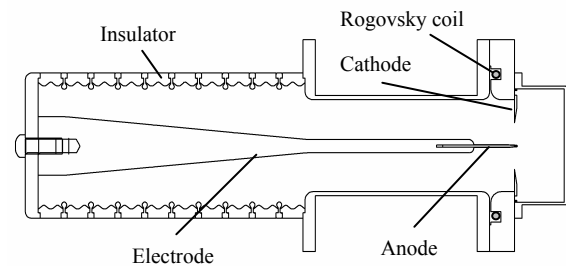 Rogovsky coil
Insulator
Cathode
Electrode
Anode